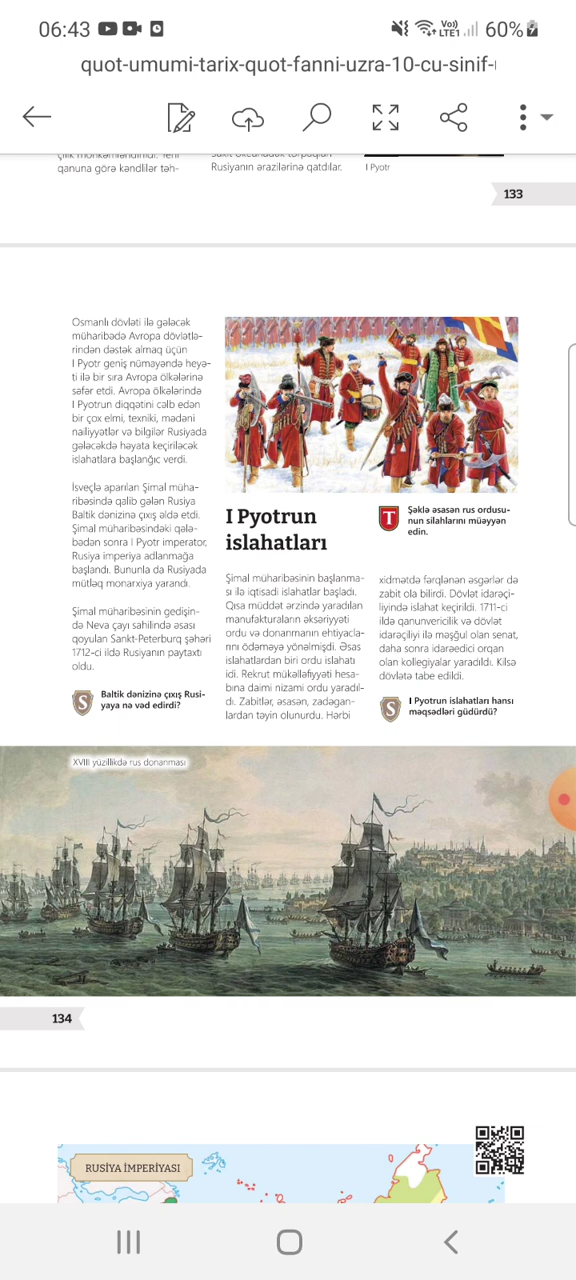 06:43
Vo))
LTE1
60%
quot-umumi-tarix-quot-fanni-uzra-10-cu-sinif-
qanuna görə kəndlilər təh-
Rusiyanın ərazilərinə qatdılar.
I Pyotr
133
Osmanlı dövləti ilə gələcək
müharibədə Avropa dövlətlə-
rindən dəstək almaq üçün
I Pyotr geniş nümayəndə heyə-
ti ilə bir sıra Avropa ölkələrinə
səfər etdi. Avropa ölkələrində
I Pyotrun diqqətini cəlb edən
bir çox elmi, texniki, mədəni
nailiyyətlər və bilgilər Rusiyada
gələcəkdə həyata keçiriləcək
islahatlara başlanğıc verdi.
İsveçlə aparılan Şimal müha-
ribəsində qalib gələn Rusiya
Baltik dənizinə çıxış əldə etdi.
Şimal müharibəsindəki qələ-
bədən sonra I Pyotr imperator,
Rusiya imperiya adlanmağa
başlandı. Bununla da Rusiyada
mütləq monarxiya yarandı.
Şimal müharibəsinin gedişin-
də Neva çayı sahilində əsası
qoyulan Sankt-Peterburq şəhəri
1712-ci ildə Rusiyanın paytaxtı
oldu.
S
Baltik dənizinə çıxış Rusi-
yaya nə vəd edirdi?
I Pyotrun
islahatları
T
Şəklə əsasən rus ordusu-
nun silahlarını müəyyən
edin.
Şimal müharibəsinin başlanma-
sı ilə iqtisadi islahatlar başladı.
Qısa müddət ərzində yaradılan
manufakturaların əksəriyyəti
ordu və donanmanın ehtiyacla-
rını ödəməyə yönəlmişdi. Əsas
islahatlardan biri ordu islahatı
idi. Rekrut mükəlləfiyyəti hesa-
bına daimi nizami ordu yaradıl-
dı. Zabitlər, əsasən, zadəgan-
lardan təyin olunurdu. Hərbi
xidmətdə fərqlənən əsgərlər də
zabit ola bilirdi. Dövlət idarəçi-
liyində islahat keçirildi. 1711-ci
ildə qanunvericilik və dövlət
idarəçiliyi ilə məşğul olan senat,
daha sonra idarəedici orqan
olan kollegiyalar yaradıldı. Kilsə
dövlətə tabe edildi.
S
I Pyotrun islahatları hansı
məqsədləri güdürdü?
XVIII yüzillikdə rus donanması
134
RUSİYA İMPERİYASI